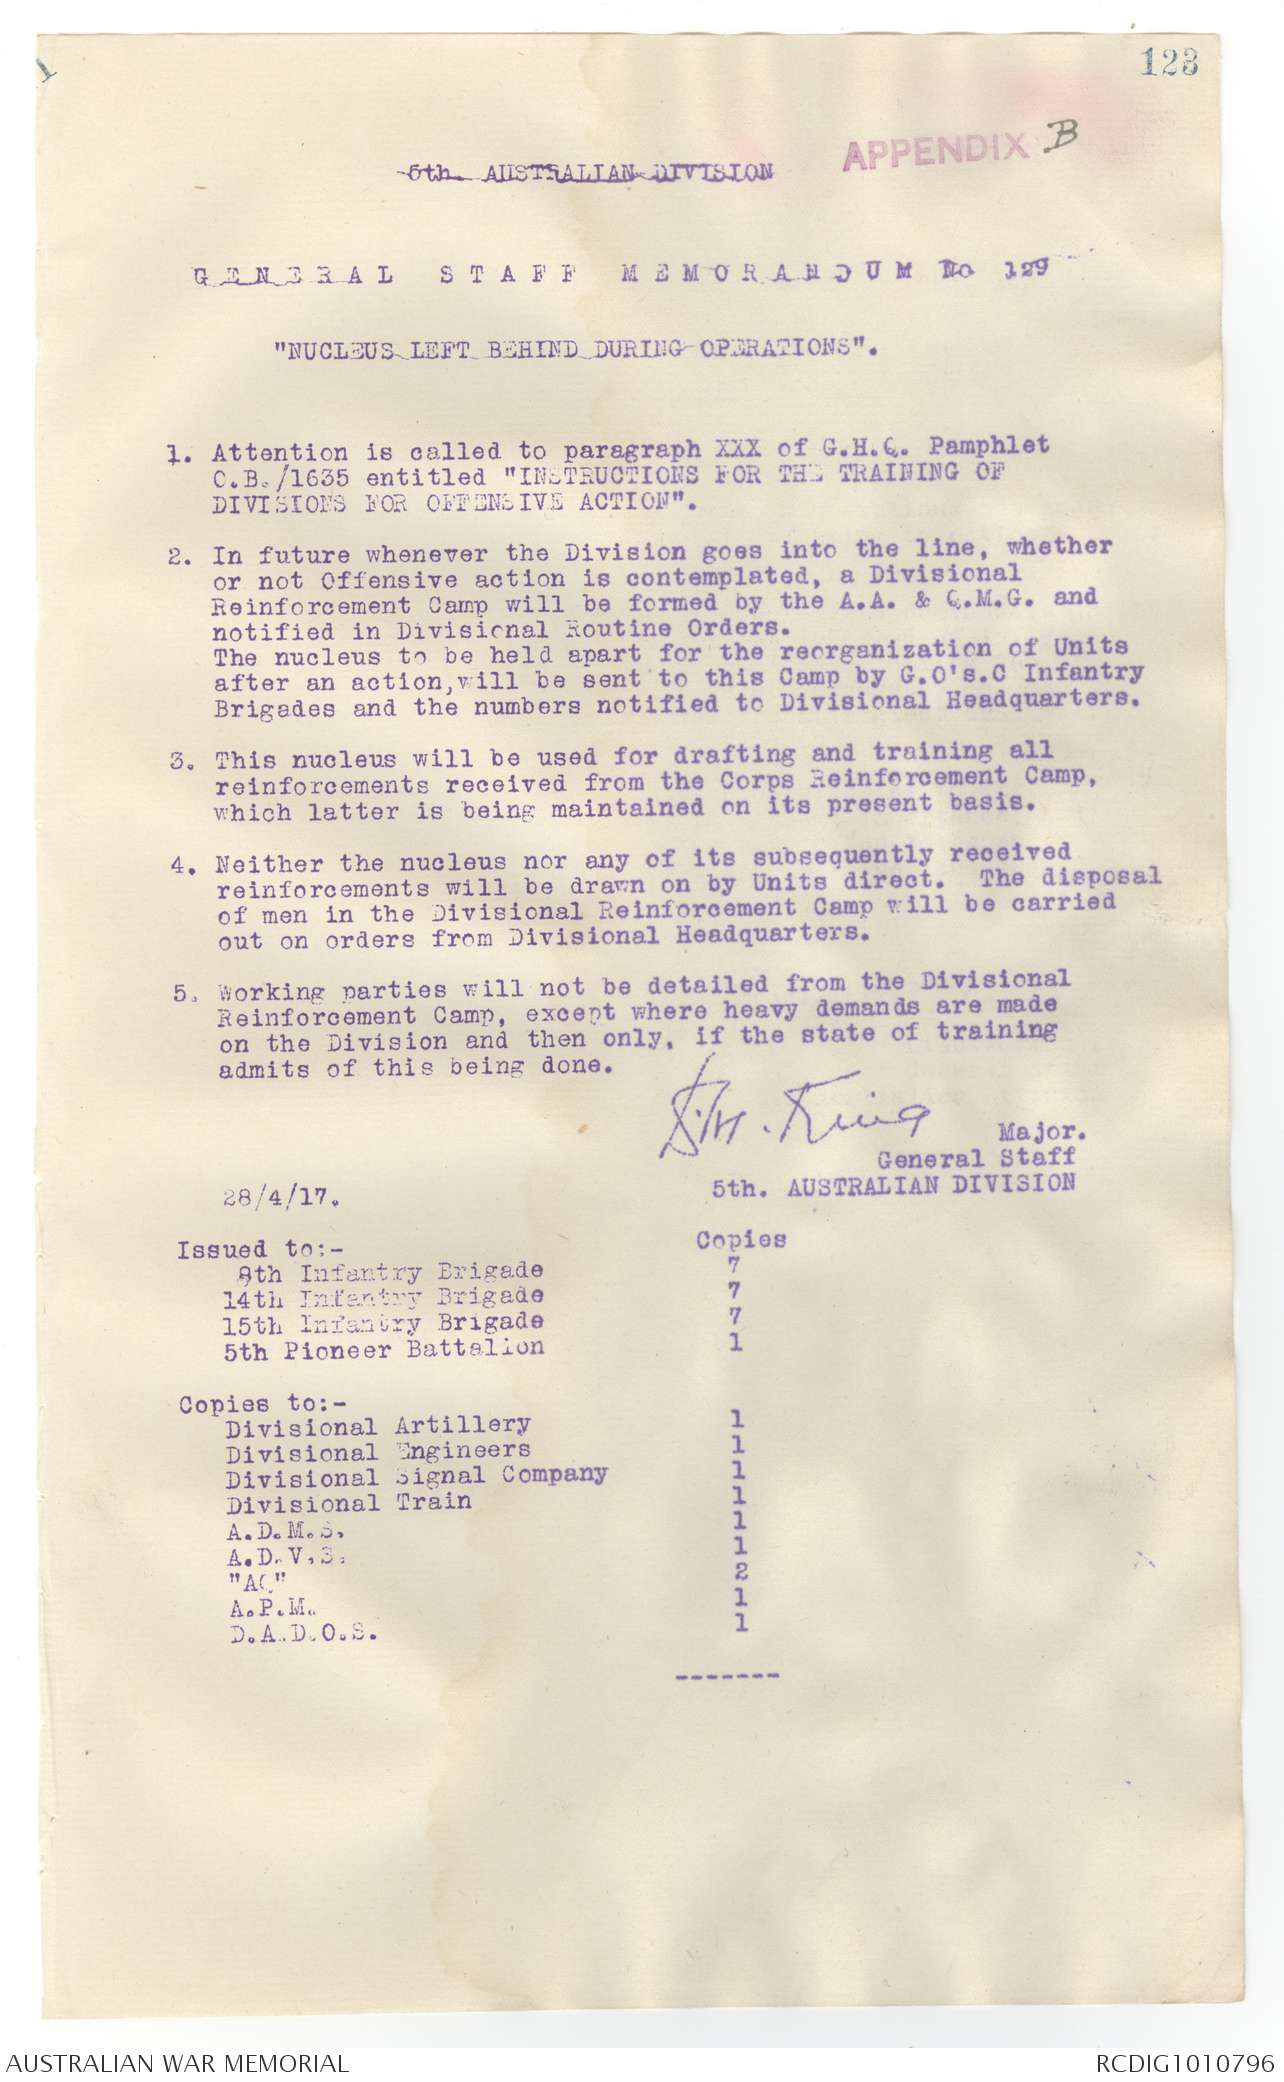 123
APPENDIX B
5th. AUSTRALIAN DIVISION
GENERAL STAFF MEMORANDUM No 129
"NUCLEUS LEFT BEHIND DURING OPERATIONS".
1. Attention is called to paragraph XXX of G.H.Q. Pamphlet
C.B./1635 entitled "INSTRUCTIONS FOR THE TRAINING OF
DIVISIONS FOR OFFENSIVE ACTION".
2. In future whenever the Division goes into the line, whether
or not Offensive action is contemplated, a Divisional
Reinforcement Camp will be formed by the A.A. & Q.M.G. and
notified in Divisional Routine Orders.
The nucleus to be held apart for the reorganization of Units
after an action, will be sent to this Camp by G.O's.C Infantry
Brigades and the numbers notified to Divisional Headquarters.
3. This nucleus will be used for drafting and training all
reinforcements received from the Corps Reinforcement Camp,
which latter is being maintained on its present basis.
4. Neither the nucleus nor any of its subsequently received
reinforcements will be drawn on by Units direct. The disposal
of men in the Divisional Reinforcement Camp will be carried
out on orders from Divisional Headquarters.
5. Working parties will not be detailed from the Divisional
Reinforcement Camp, except where heavy demands are made
on the Division and then only, if the state of training
admits of this being done.
King
Major.
General Staff
5th. AUSTRALIAN DIVISION
28/4/17.
Issued to:- Copies
8th Infantry Brigade 7
14th Infantry Brigade 7
15th Infantry Brigade 7
5th Pioneer Battalion 1
Copies to:-
Divisional Artillery 1
Divisional Engineers 1
Divisional Signal Company 1
Divisional Train 1
A.D.M.S. 1
A.D.V.S. 1
"AQ" 2
A.P.M. 1
D.A.D.O.S. 1
-------
AUSTRALIAN WAR MEMORIAL
RCDIG1010796